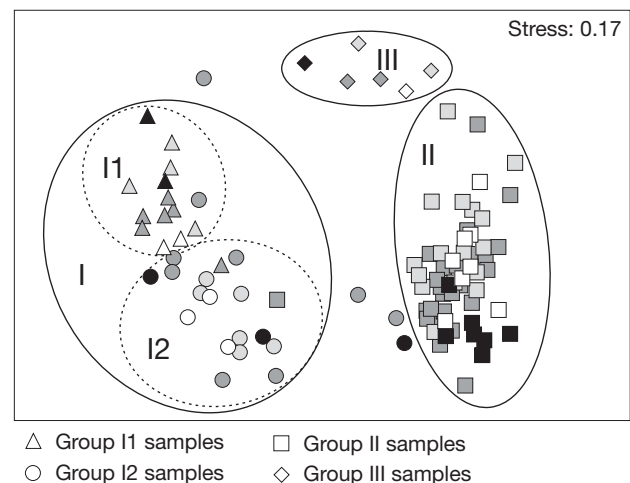 Stress: 0.17
III
II
I1
I
I2
Group I1 samples
Group II samples
Group I2 samples
Group III samples